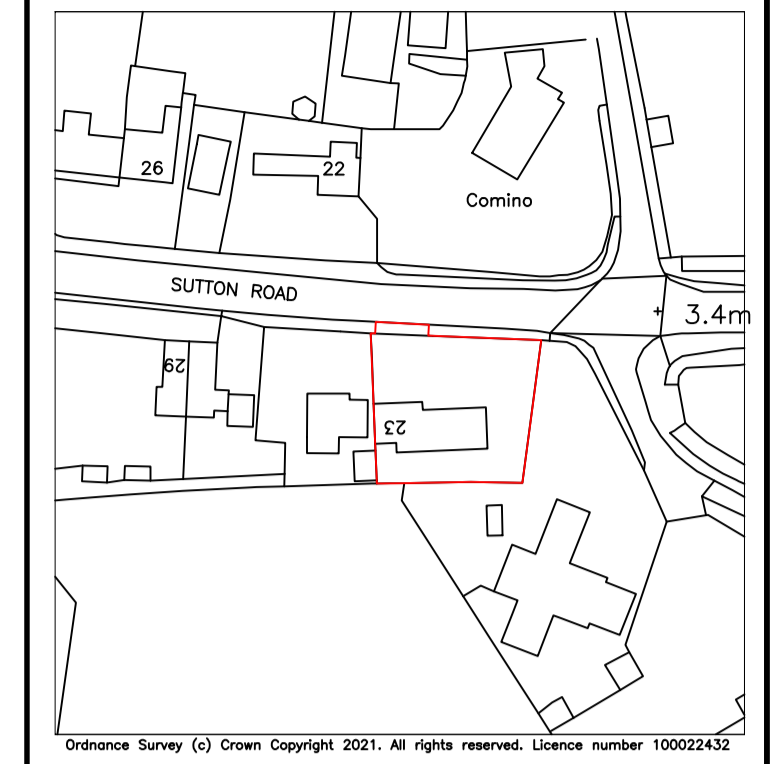 26
22
Comino
SUTTON ROAD
+ 3.4m
29
23
Ordnance Survey (c) Crown Copyright 2021. All rights reserved. Licence number 100022432